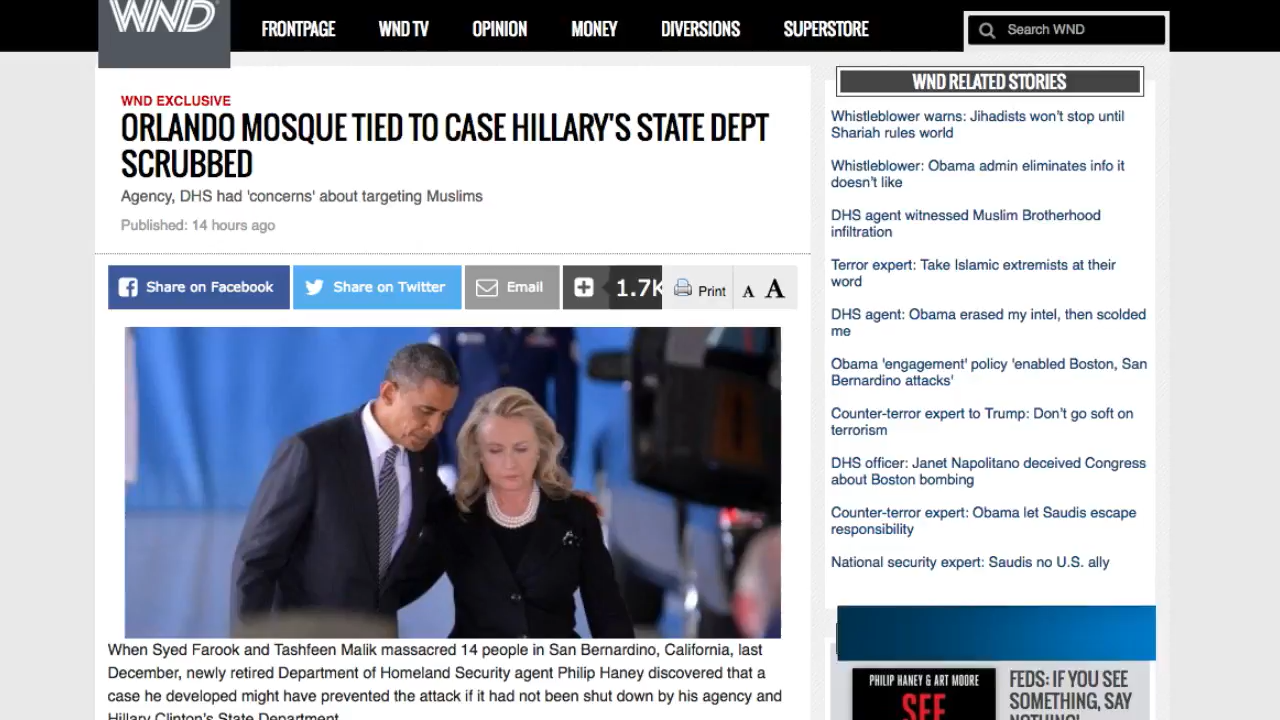 WND
FRONTPAGE
WND TV
OPINION
MONEY
DIVERSIONS
SUPERSTORE
Search WND
WND EXCLUSIVE
ORLANDO MOSQUE TIED TO CASE HILLARY'S STATE DEPT
SCRUBBED
Agency, DHS had 'concerns' about targeting Muslims
Published: 14 hours ago
Share on Facebook
Share on Twitter
Email
1.7K
Print
A A
When Syed Farook and Tashfeen Malik massacred 14 people in San Bernardino, California, last
December, newly retired Department of Homeland Security agent Philip Haney discovered that a
case he developed might have prevented the attack if it had not been shut down by his agency and
Hillary Clinton's State Department.
WND RELATED STORIES
Whistleblower warns: Jihadists won't stop until
Shariah rules world
Whistleblower: Obama admin eliminates info it
doesn't like
DHS agent witnessed Muslim Brotherhood
infiltration
Terror expert: Take Islamic extremists at their
word
DHS agent: Obama erased my intel, then scolded
me
Obama 'engagement' policy 'enabled Boston, San
Bernardino attacks'
Counter-terror expert to Trump: Don't go soft on
terrorism
DHS officer: Janet Napolitano deceived Congress
about Boston bombing
Counter-terror expert: Obama let Saudis escape
responsibility
National security expert: Saudis no U.S. ally
PHILIP HANEY & ART MOORE
SEE
FEDS: IF YOU SEE
SOMETHING, SAY
NOTHING!